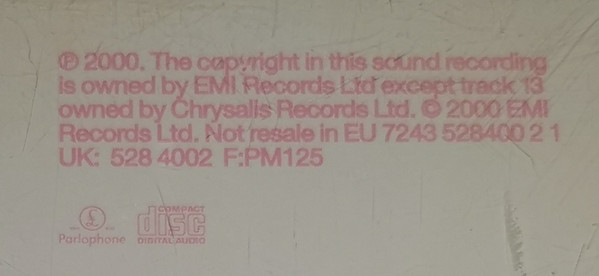 ℗ 2000. The copyright in this sound recording
is owned by EMI Records Ltd except track 13
owned by Chrysalis Records Ltd. © 2000 EMI
Records Ltd. Not resale in EU 7243 528400 2 1
UK: 528 4002 F:PM125
Parlophone
COMPACT
disc
DIGITAL AUDIO